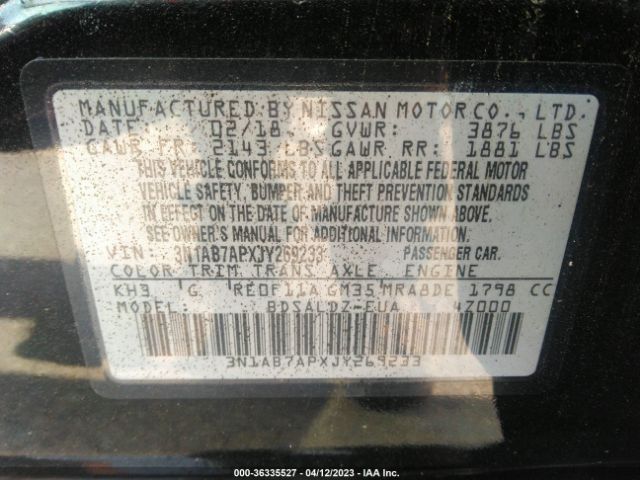 MANUFACTURED BY NISSAN MOTOR CO., LTD.
DATE: 02/18 GVWR: 3876 LBS
GAWR FR: 2143 LBS GAWR RR: 1881 LBS
THIS VEHICLE CONFORMS TO ALL APPLICABLE FEDERAL MOTOR
VEHICLE SAFETY, BUMPER AND THEFT PREVENTION STANDARDS
IN EFFECT ON THE DATE OF MANUFACTURE SHOWN ABOVE.
SEE OWNER'S MANUAL FOR ADDITIONAL INFORMATION.
VIN: 3N1AB7APXJY269233 PASSENGER CAR.
COLOR TRIM TRANS AXLE ENGINE
KH3 G RE0F11A GM35 MRA8DE 1798 CC
MODEL: BDSALDZ-EUA 4Z000
3N1AB7APXJY269233
000-36335527 - 04/12/2023 - IAA Inc.